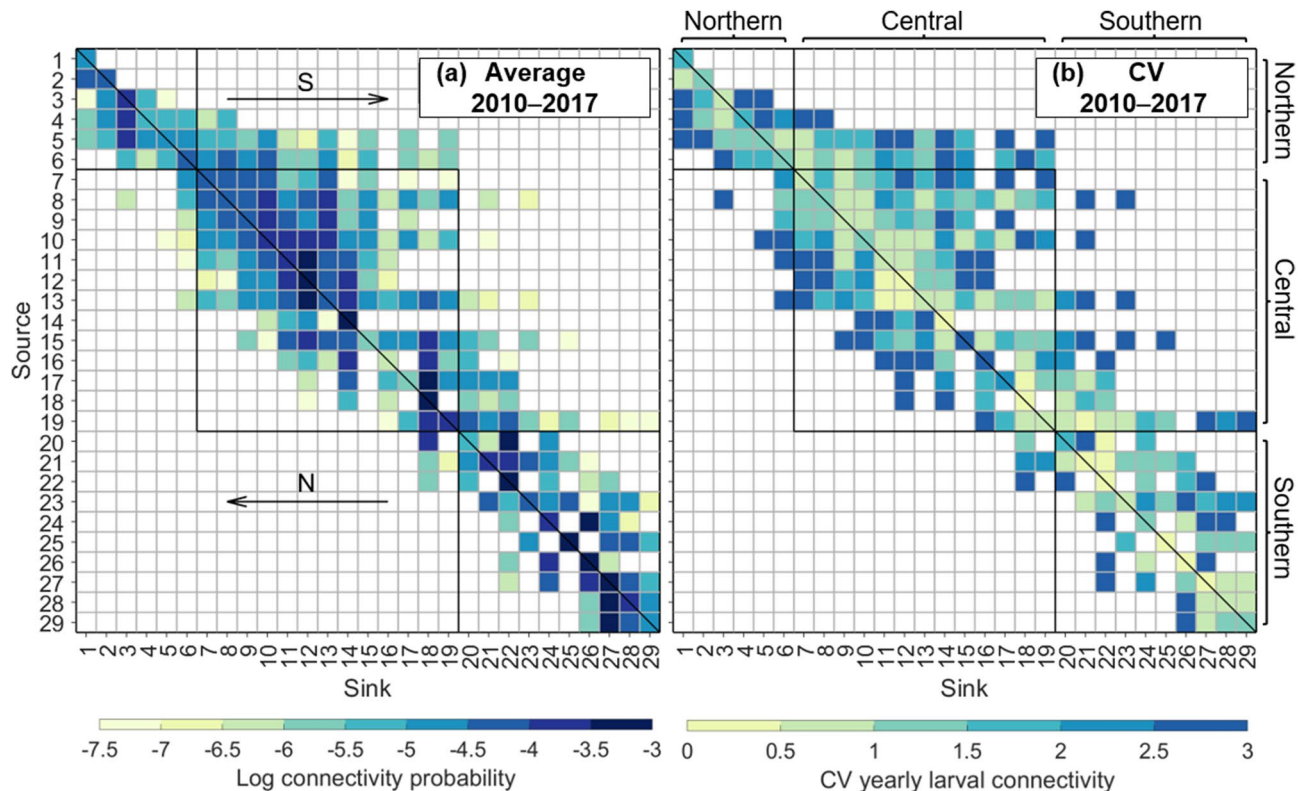 Northern Central Southern
(a) Average
2010–2017
(b) CV
2010–2017
S
N
Source
1
2
3
4
5
6
7
8
9
10
11
12
13
14
15
16
17
18
19
20
21
22
23
24
25
26
27
28
29
Northern
Central
Southern
1 2 3 4 5 6 7 8 9 10 11 12 13 14 15 16 17 18 19 20 21 22 23 24 25 26 27 28 29
1 2 3 4 5 6 7 8 9 10 11 12 13 14 15 16 17 18 19 20 21 22 23 24 25 26 27 28 29
Sink
Sink
-7.5 -7 -6.5 -6 -5.5 -5 -4.5 -4 -3.5 -3
Log connectivity probability
0 0.5 1 1.5 2 2.5 3
CV yearly larval connectivity